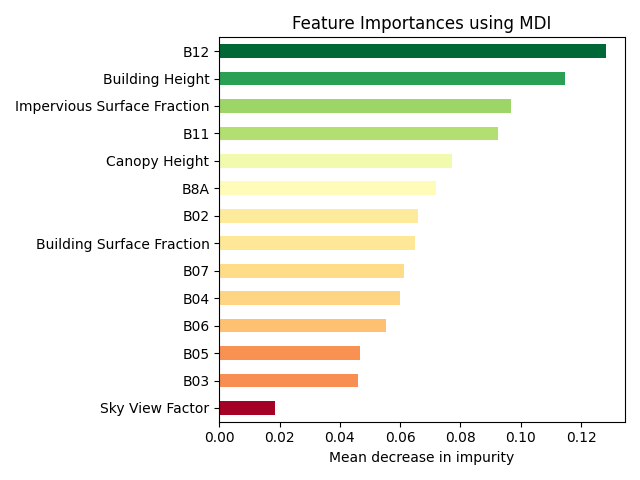 Feature Importances using MDI
B12
Building Height
Impervious Surface Fraction
B11
Canopy Height
B8A
B02
Building Surface Fraction
B07
B04
B06
B05
B03
Sky View Factor
0.00 0.02 0.04 0.06 0.08 0.10 0.12
Mean decrease in impurity